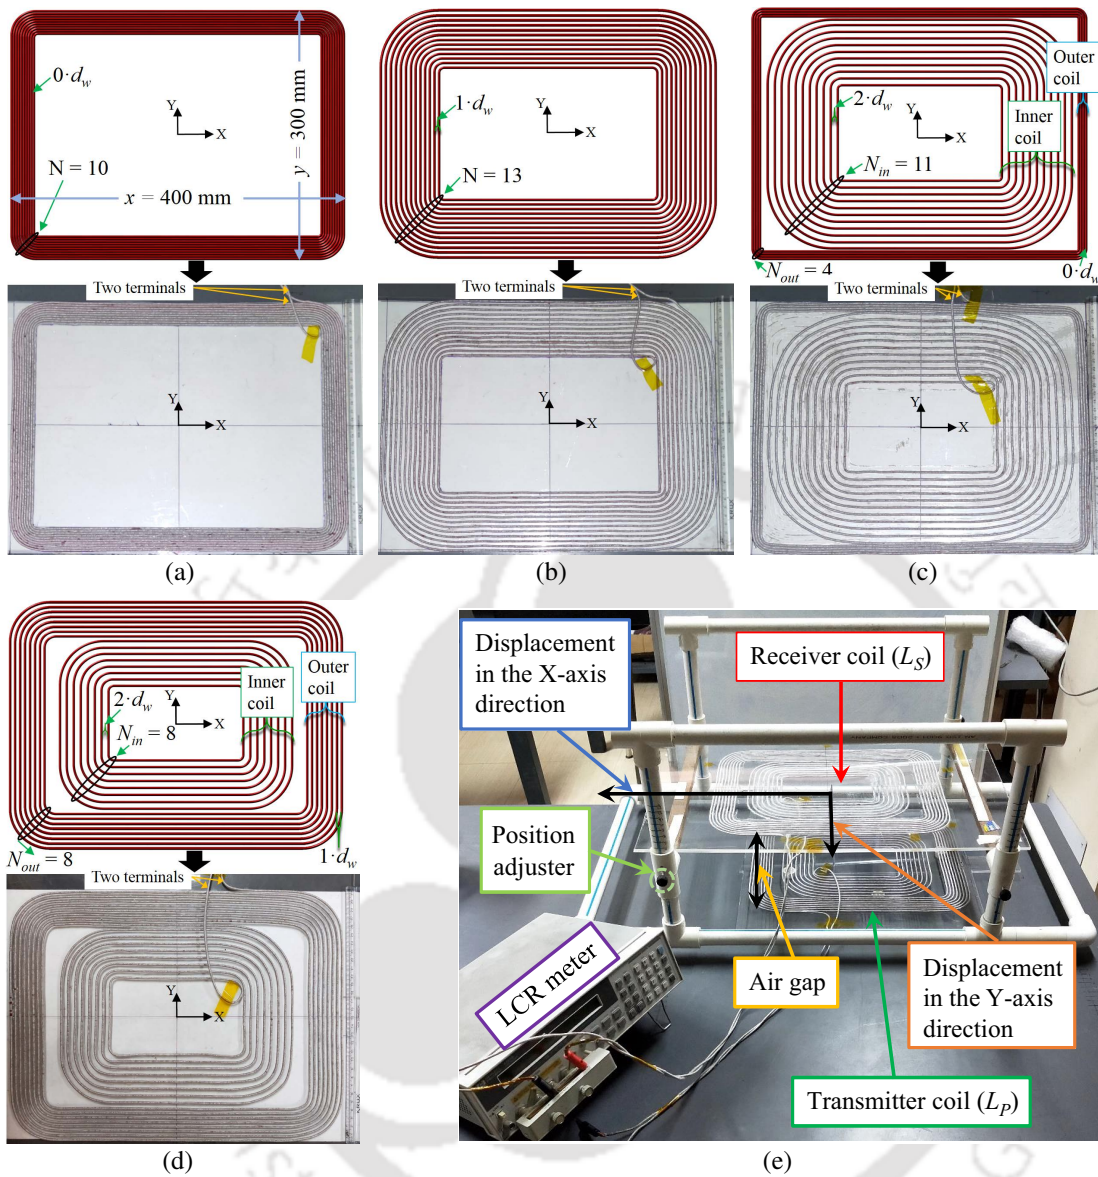 0·d_w
Y
X
N = 10
x = 400 mm
y = 300 mm
Two terminals
Y
X
(a)
1·d_w
Y
X
N = 13
Two terminals
Y
X
(b)
Outer
coil
2·d_w
Inner
coil
Y
X
N_in = 11
N_out = 4
0·d_w
Two terminals
Y
X
(c)
Inner
coil
Outer
coil
2·d_w
Y
X
N_in = 8
N_out = 8
1·d_w
Two terminals
Y
X
(d)
Displacement
in the X-axis
direction
Receiver coil (L_S)
Position
adjuster
LCR meter
Air gap
Displacement
in the Y-axis
direction
Transmitter coil (L_P)
(e)